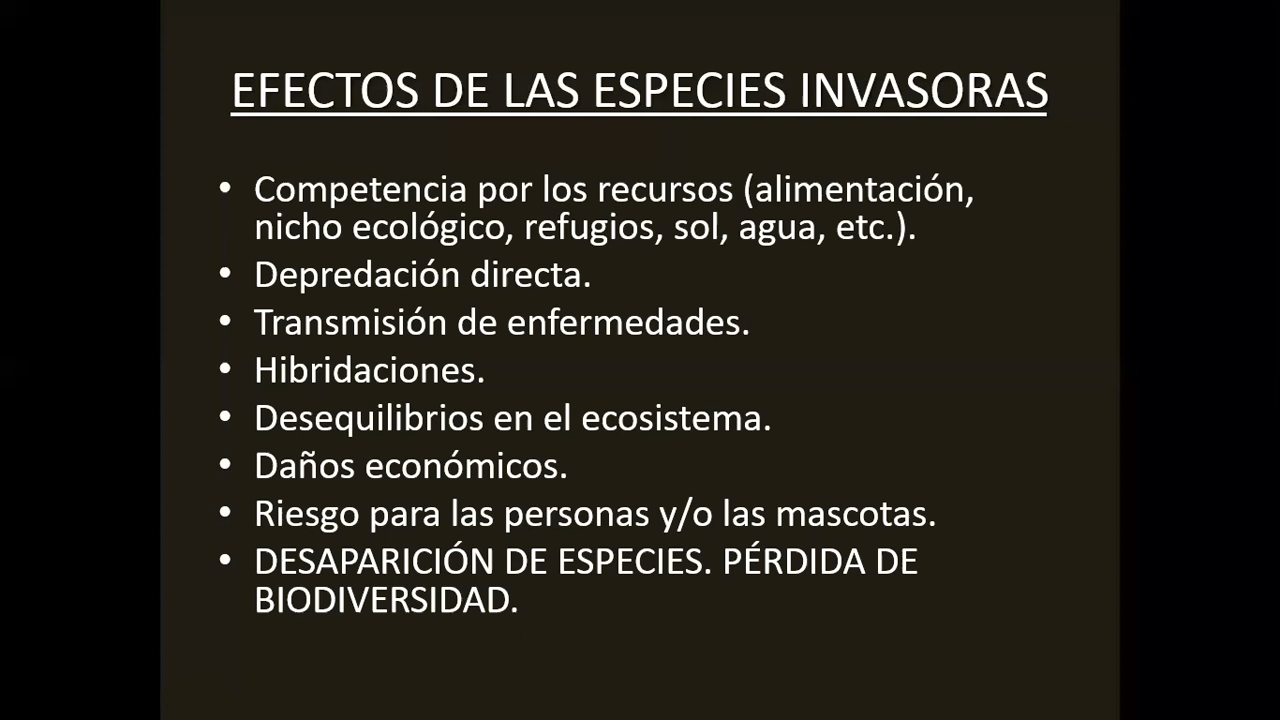 EFECTOS DE LAS ESPECIES INVASORAS
• Competencia por los recursos (alimentación,
nicho ecológico, refugios, sol, agua, etc.).
• Depredación directa.
• Transmisión de enfermedades.
• Hibridaciones.
• Desequilibrios en el ecosistema.
• Daños económicos.
• Riesgo para las personas y/o las mascotas.
• DESAPARICIÓN DE ESPECIES. PÉRDIDA DE
BIODIVERSIDAD.